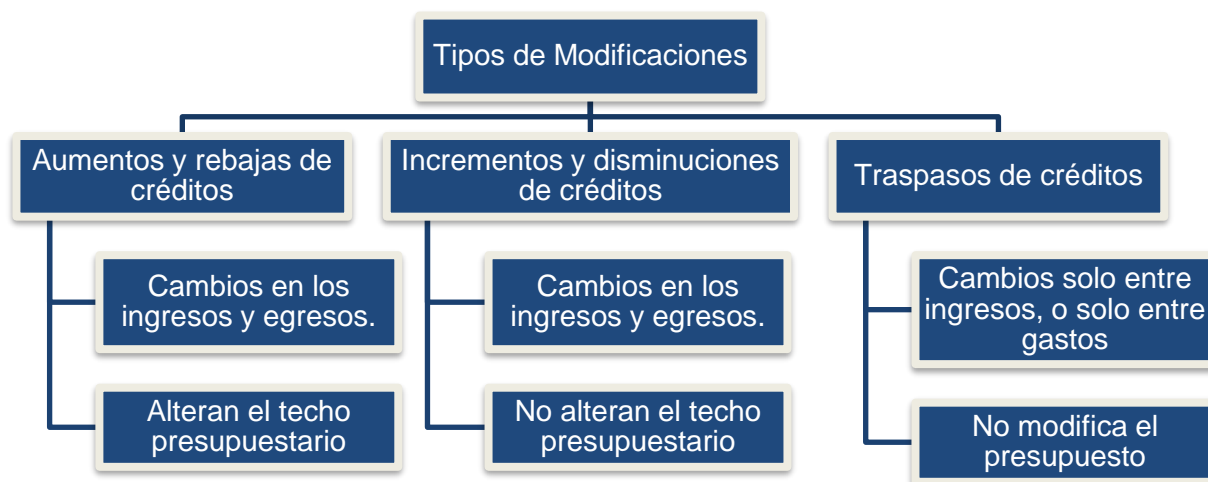 Tipos de Modificaciones
Aumentos y rebajas de
créditos
Cambios en los
ingresos y egresos.
Alteran el techo
presupuestario
Incrementos y disminuciones
de créditos
Cambios en los
ingresos y egresos.
No alteran el techo
presupuestario
Traspasos de créditos
Cambios solo entre
ingresos, o solo entre
gastos
No modifica el
presupuesto